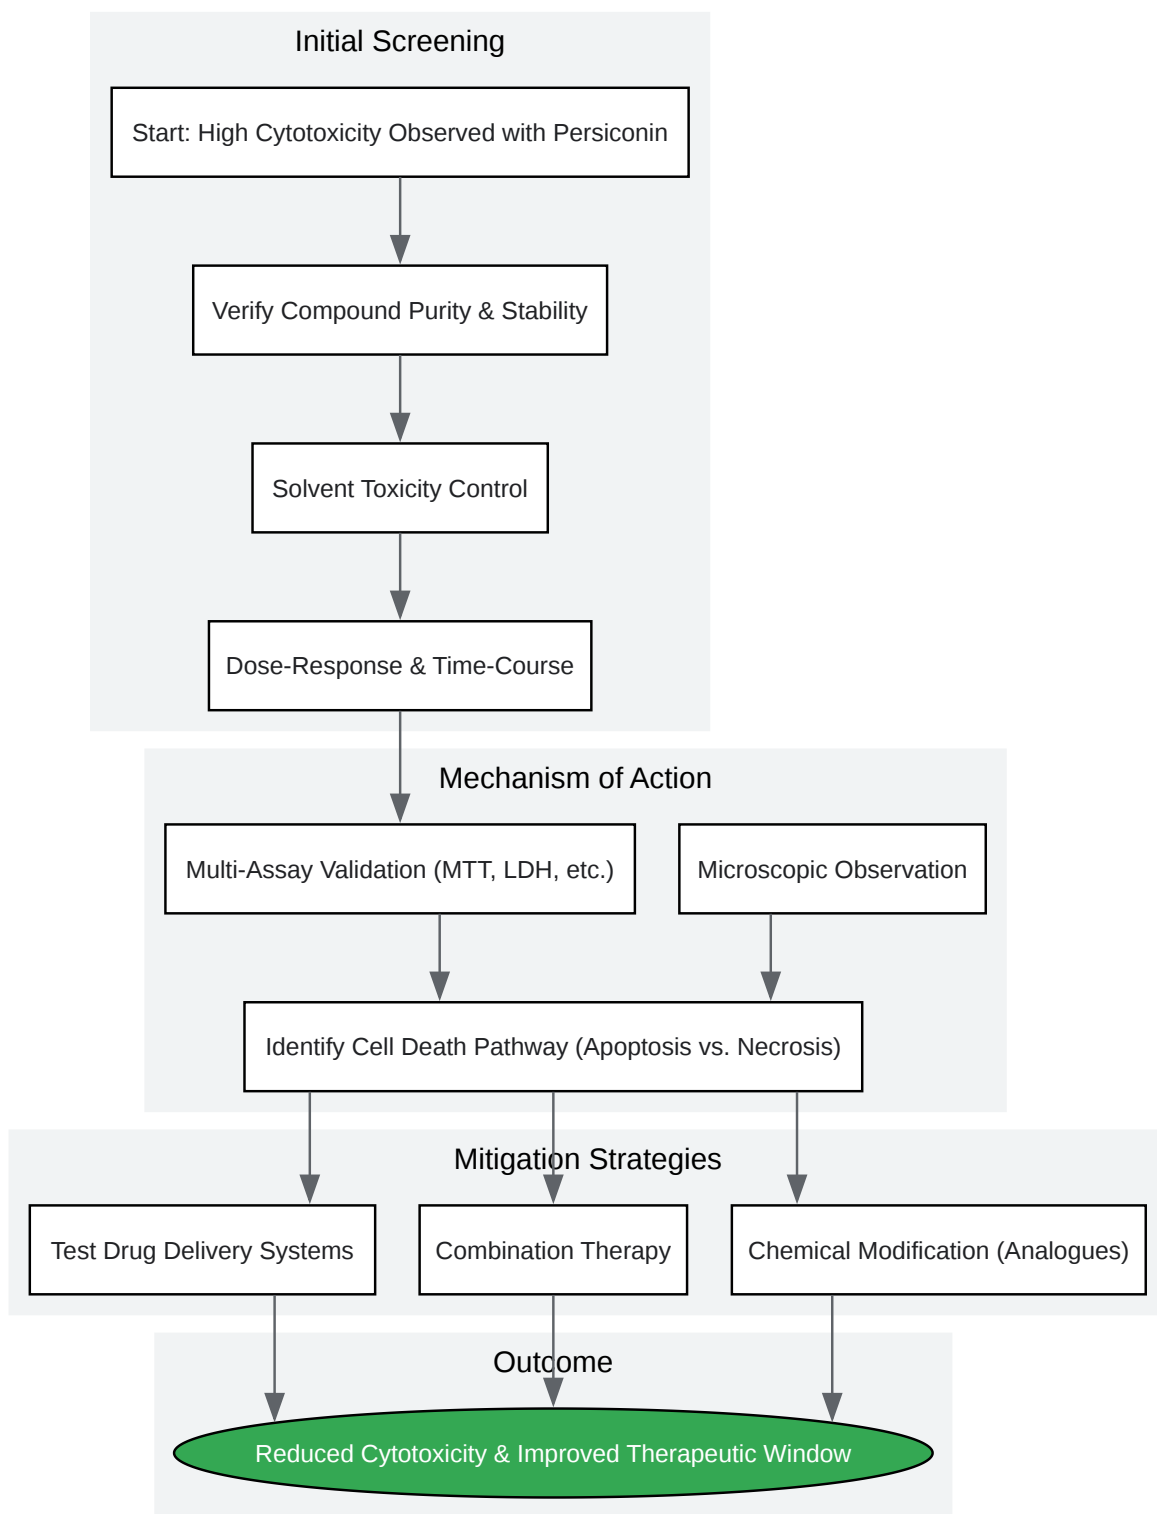 Initial Screening
Start: High Cytotoxicity Observed with Persiconin
Verify Compound Purity & Stability
Solvent Toxicity Control
Dose-Response & Time-Course
Mechanism of Action
Multi-Assay Validation (MTT, LDH, etc.)
Microscopic Observation
Identify Cell Death Pathway (Apoptosis vs. Necrosis)
Mitigation Strategies
Test Drug Delivery Systems
Combination Therapy
Chemical Modification (Analogues)
Outcome
Reduced Cytotoxicity & Improved Therapeutic Window